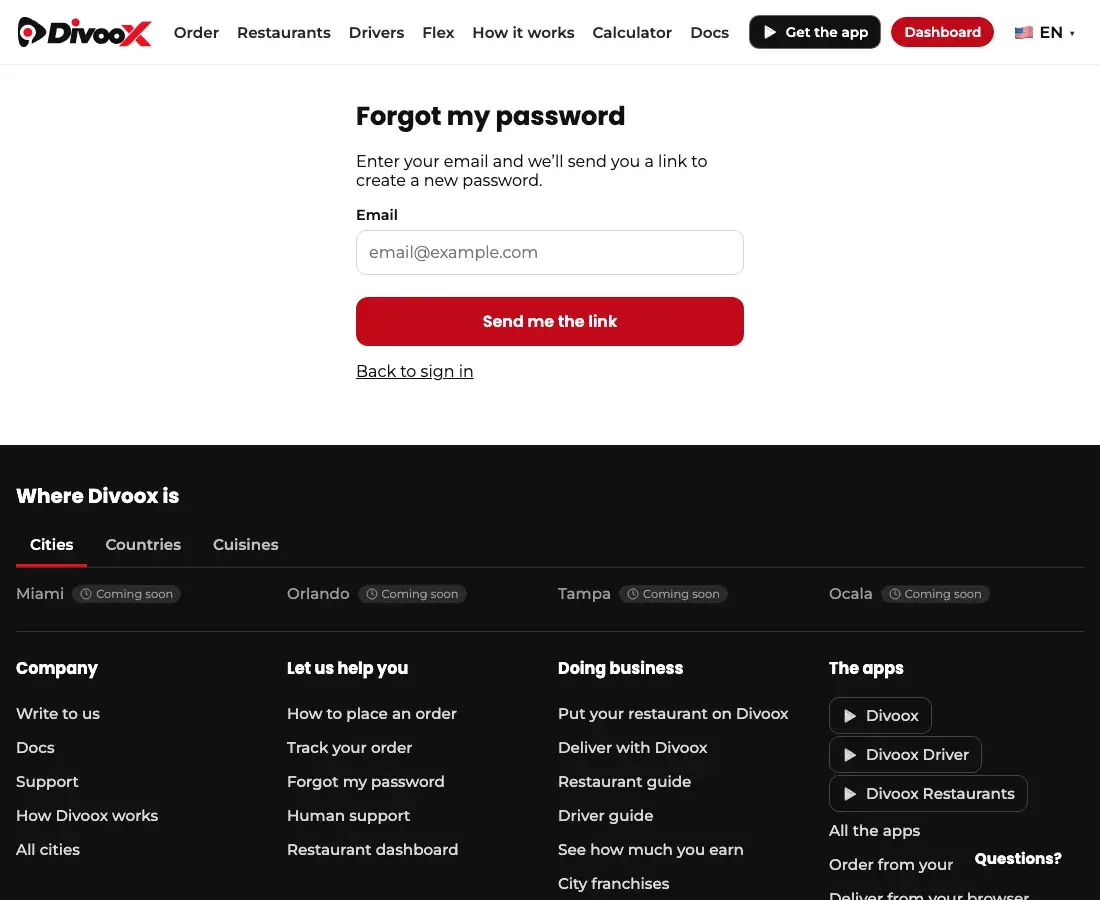 DivooX
Order
Restaurants
Drivers
Flex
How it works
Calculator
Docs
Get the app
Dashboard
EN
Forgot my password
Enter your email and we’ll send you a link to
create a new password.
Email
email@example.com
Send me the link
Back to sign in
Where Divoox is
Cities
Countries
Cuisines
Miami
Coming soon
Orlando
Coming soon
Tampa
Coming soon
Ocala
Coming soon
Company
Write to us
Docs
Support
How Divoox works
All cities
Let us help you
How to place an order
Track your order
Forgot my password
Human support
Restaurant dashboard
Doing business
Put your restaurant on Divoox
Deliver with Divoox
Restaurant guide
Driver guide
See how much you earn
City franchises
The apps
Divoox
Divoox Driver
Divoox Restaurants
All the apps
Order from your
Deliver from your browser
Questions?